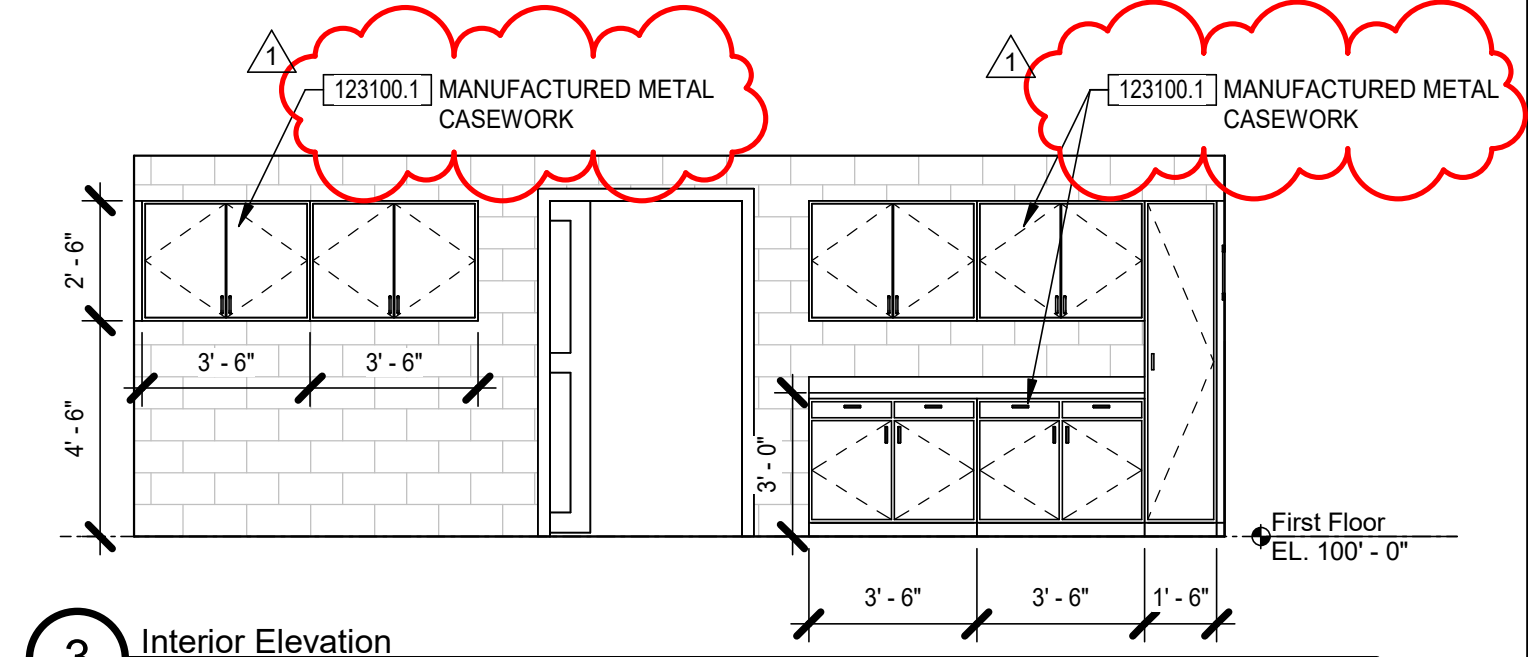 1
123100.1 MANUFACTURED METAL
CASEWORK
1
123100.1 MANUFACTURED METAL
CASEWORK
2' - 6"
4' - 6"
3' - 6"
3' - 6"
3' - 0"
First Floor
EL. 100' - 0"
3' - 6"
3' - 6"
1' - 6"
3
Interior Elevation